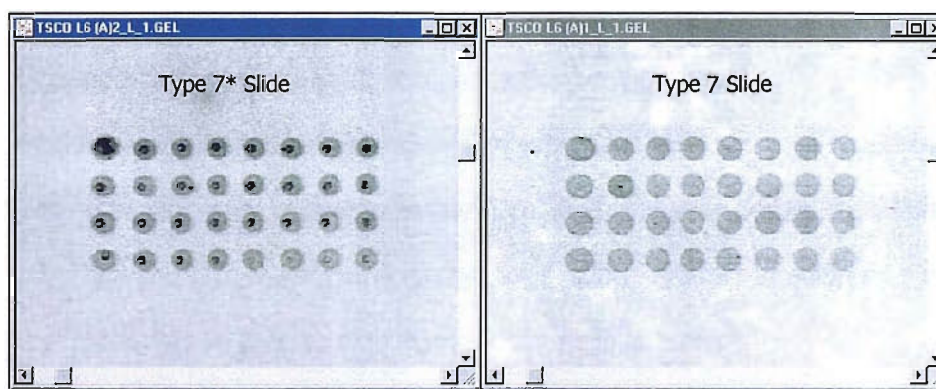 TSCO L6 (A)2_L_1.GEL
Type 7* Slide
TSCO L6 (A)1_L_1.GEL
Type 7 Slide